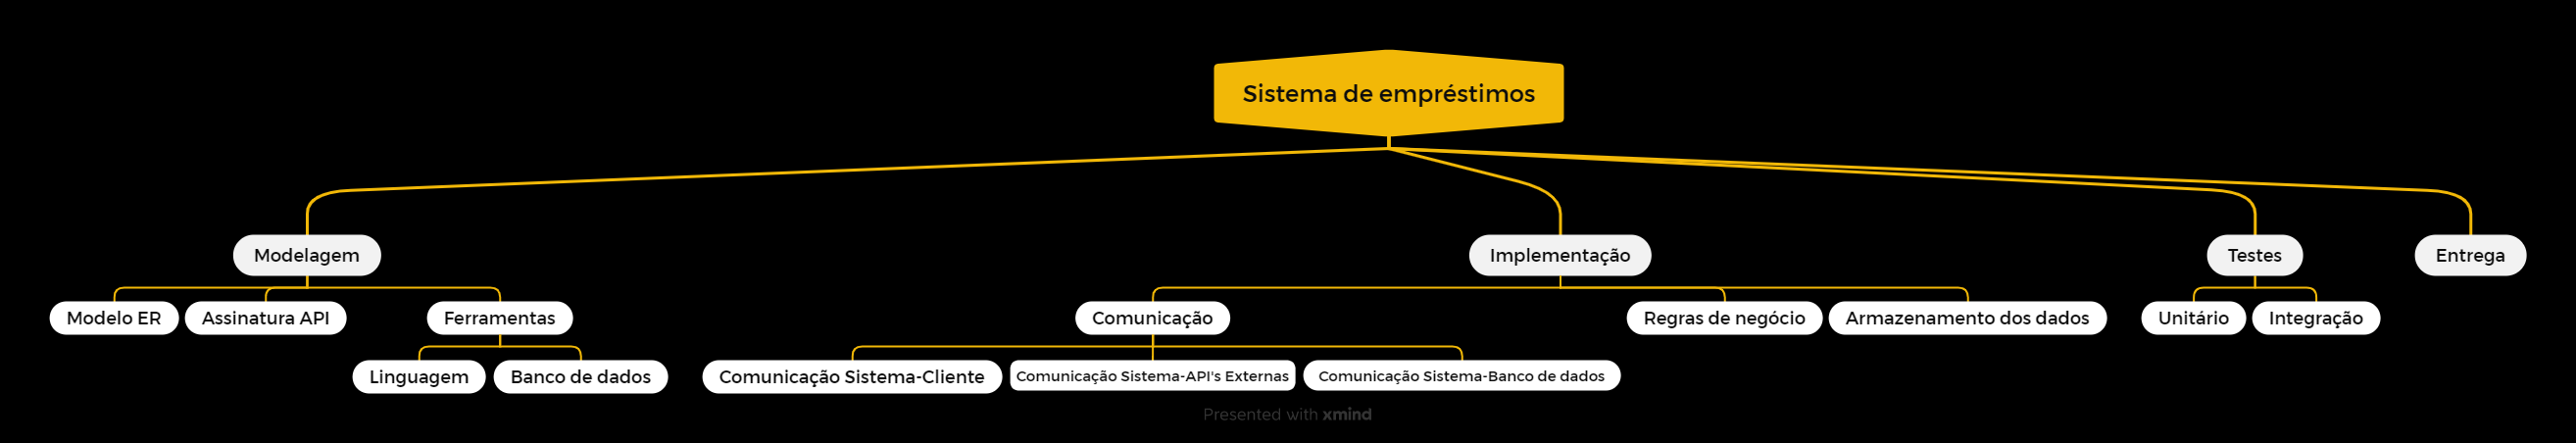 Sistema de empréstimos
Modelagem
Implementação
Testes
Entrega
Modelo ER
Assinatura API
Ferramentas
Comunicação
Regras de negócio
Armazenamento dos dados
Unitário
Integração
Linguagem
Banco de dados
Comunicação Sistema-Cliente
Comunicação Sistema-API's Externas
Comunicação Sistema-Banco de dados
Presented with xmind